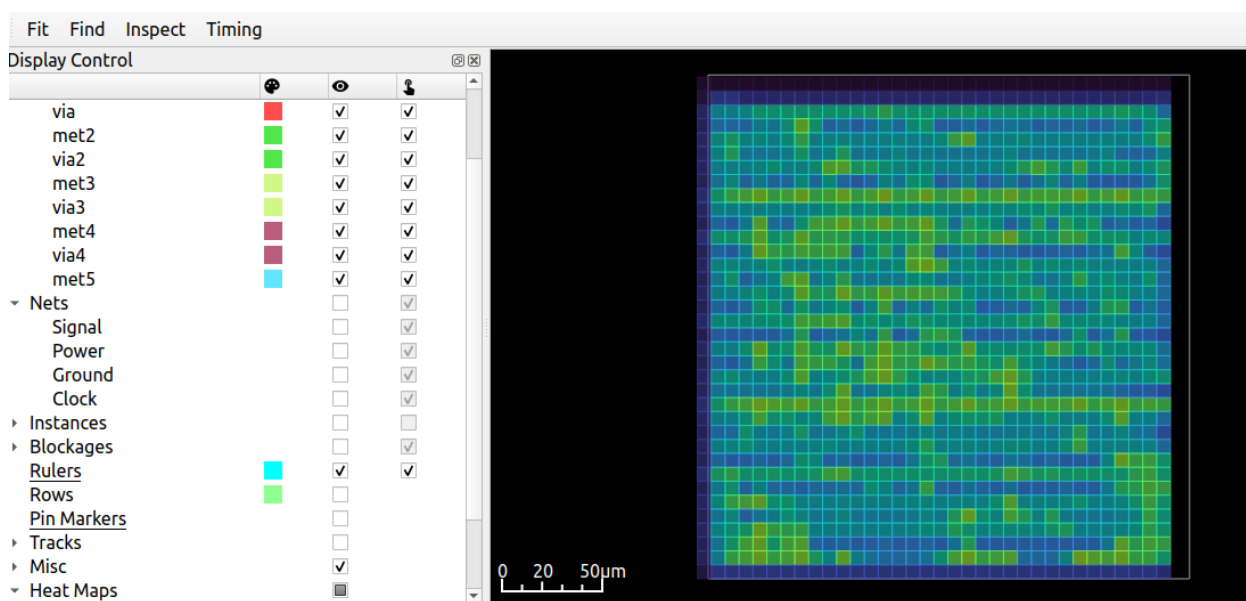 Fit Find Inspect Timing
Display Control
via
met2
via2
met3
via3
met4
via4
met5
Nets
Signal
Power
Ground
Clock
Instances
Blockages
Rulers
Rows
Pin Markers
Tracks
Misc
Heat Maps
0 20 50μm